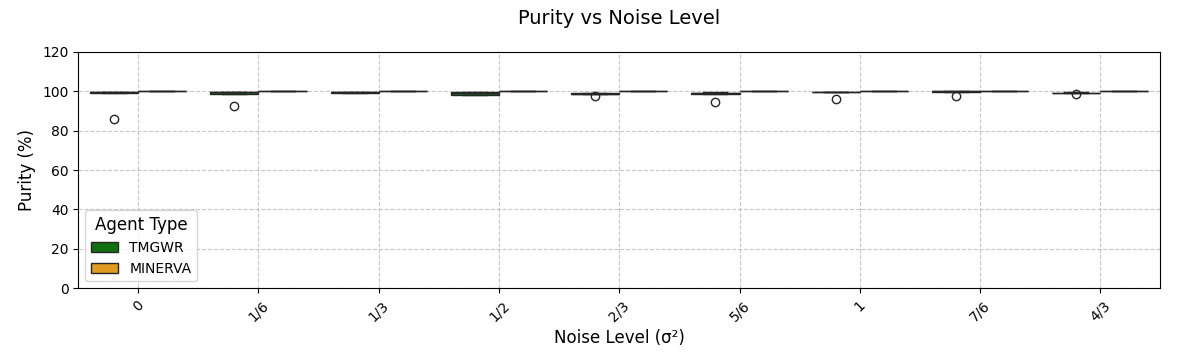 Purity vs Noise Level
Purity (%)
120
100
80
60
40
20
0
Agent Type
TMGWR
MINERVA
0
1/6
1/3
1/2
2/3
5/6
1
7/6
4/3
Noise Level (σ²)